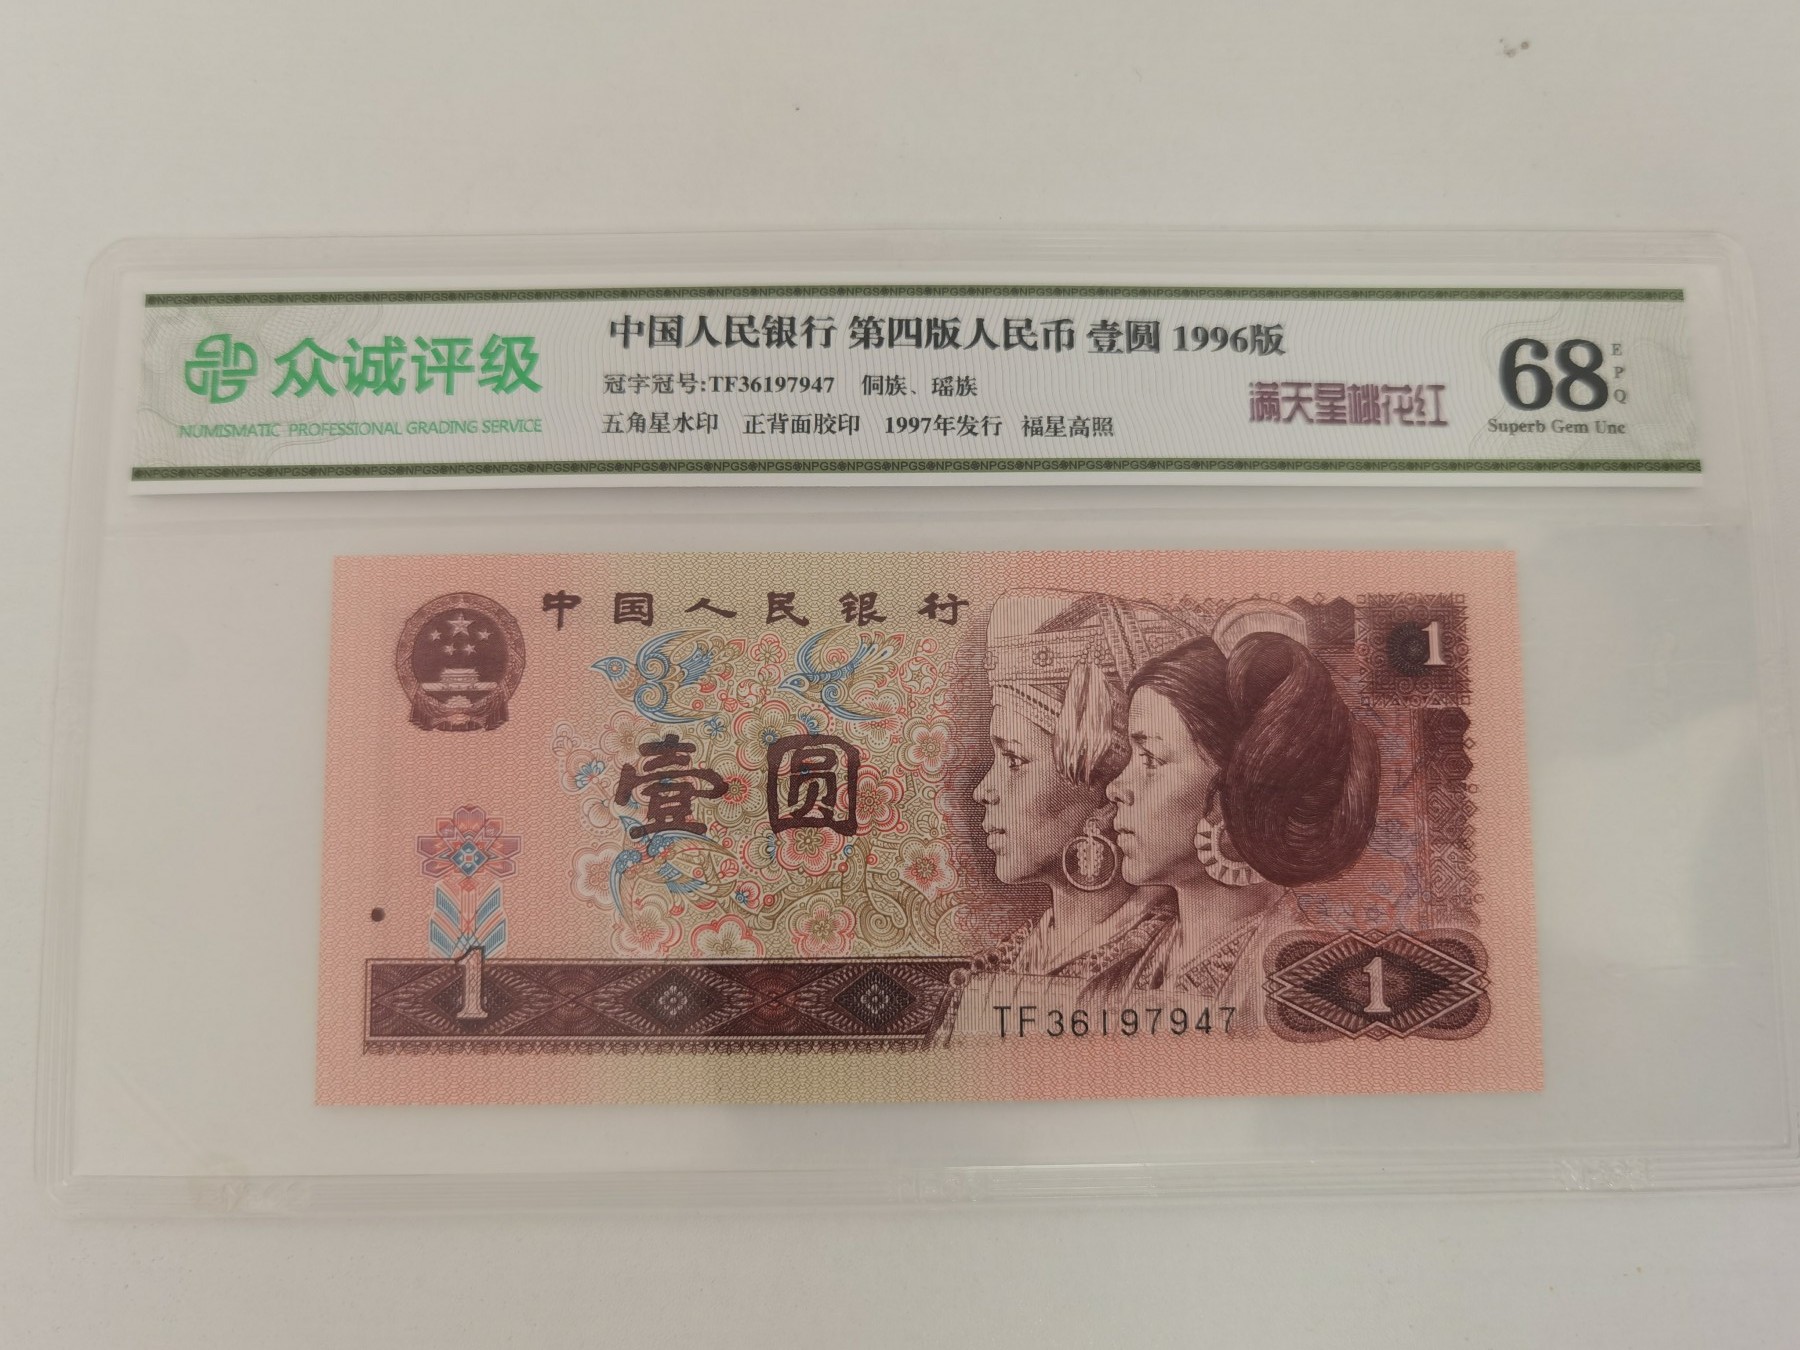 众诚评级
NUMISMATIC PROFESSIONAL GRADING SERVICE
中国人民银行 第四版人民币 壹圆 1996版
冠字冠号:TF36197947 侗族、瑶族
五角星水印 正背面胶印 1997年发行 福星高照
满天星桃花红
68
EPQ
Superb Gem Unc
中国人民银行
1
壹圆
1
1
TF36197947